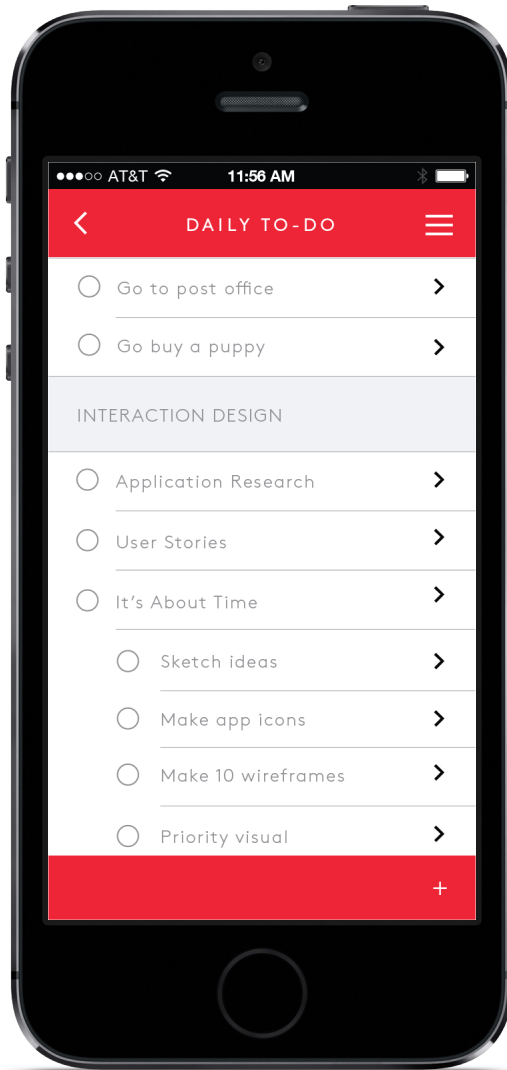 AT&T 11:56 AM
DAILY TO-DO
Go to post office
Go buy a puppy
INTERACTION DESIGN
Application Research
User Stories
It's About Time
Sketch ideas
Make app icons
Make 10 wireframes
Priority visual
+